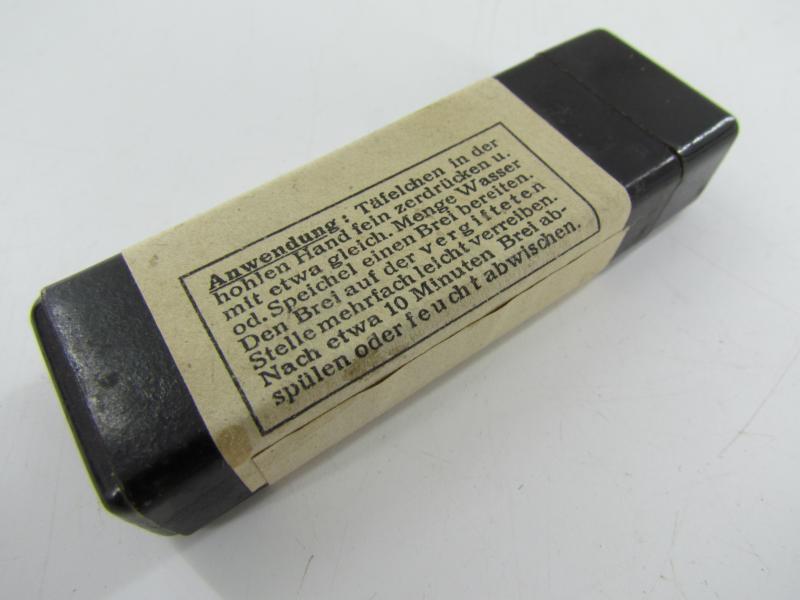 Anwendung: Täfelchen in der
hohlen Hand fein zerdrücken u.
mit etwa gleich. Menge Wasser
od. Speichel einen Brei bereiten.
Den Brei auf der vergifteten
Stelle mehrfach leicht verreiben.
Nach etwa 10 Minuten Brei ab-
spülen oder feucht abwischen.